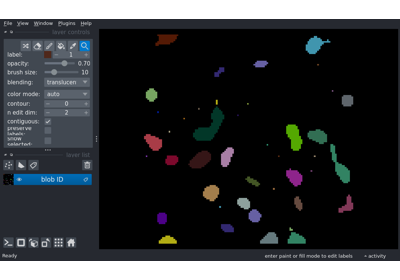 File View Window Plugins Help
layer controls
label: 1
opacity: 0.70
brush size: 10
blending: translucen
color mode: auto
contour: 0
n edit dim: 2
contiguous:
preserve labels:
show selected:
layer list
blob ID
Ready
enter paint or fill mode to edit labels
activity